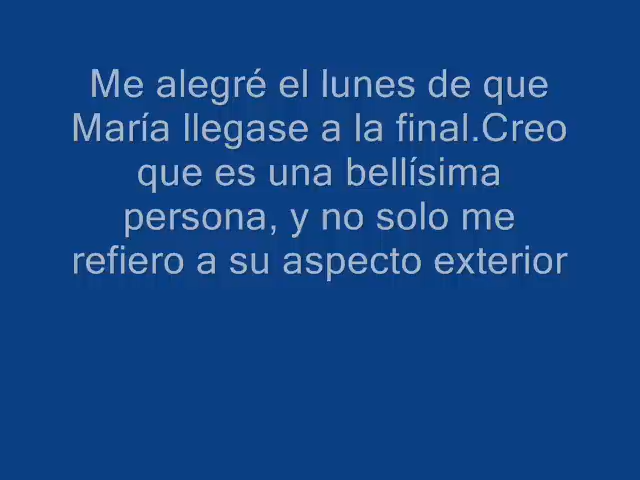 Me alegré el lunes de que
María llegase a la final.Creo
que es una bellísima
persona, y no solo me
refiero a su aspecto exterior